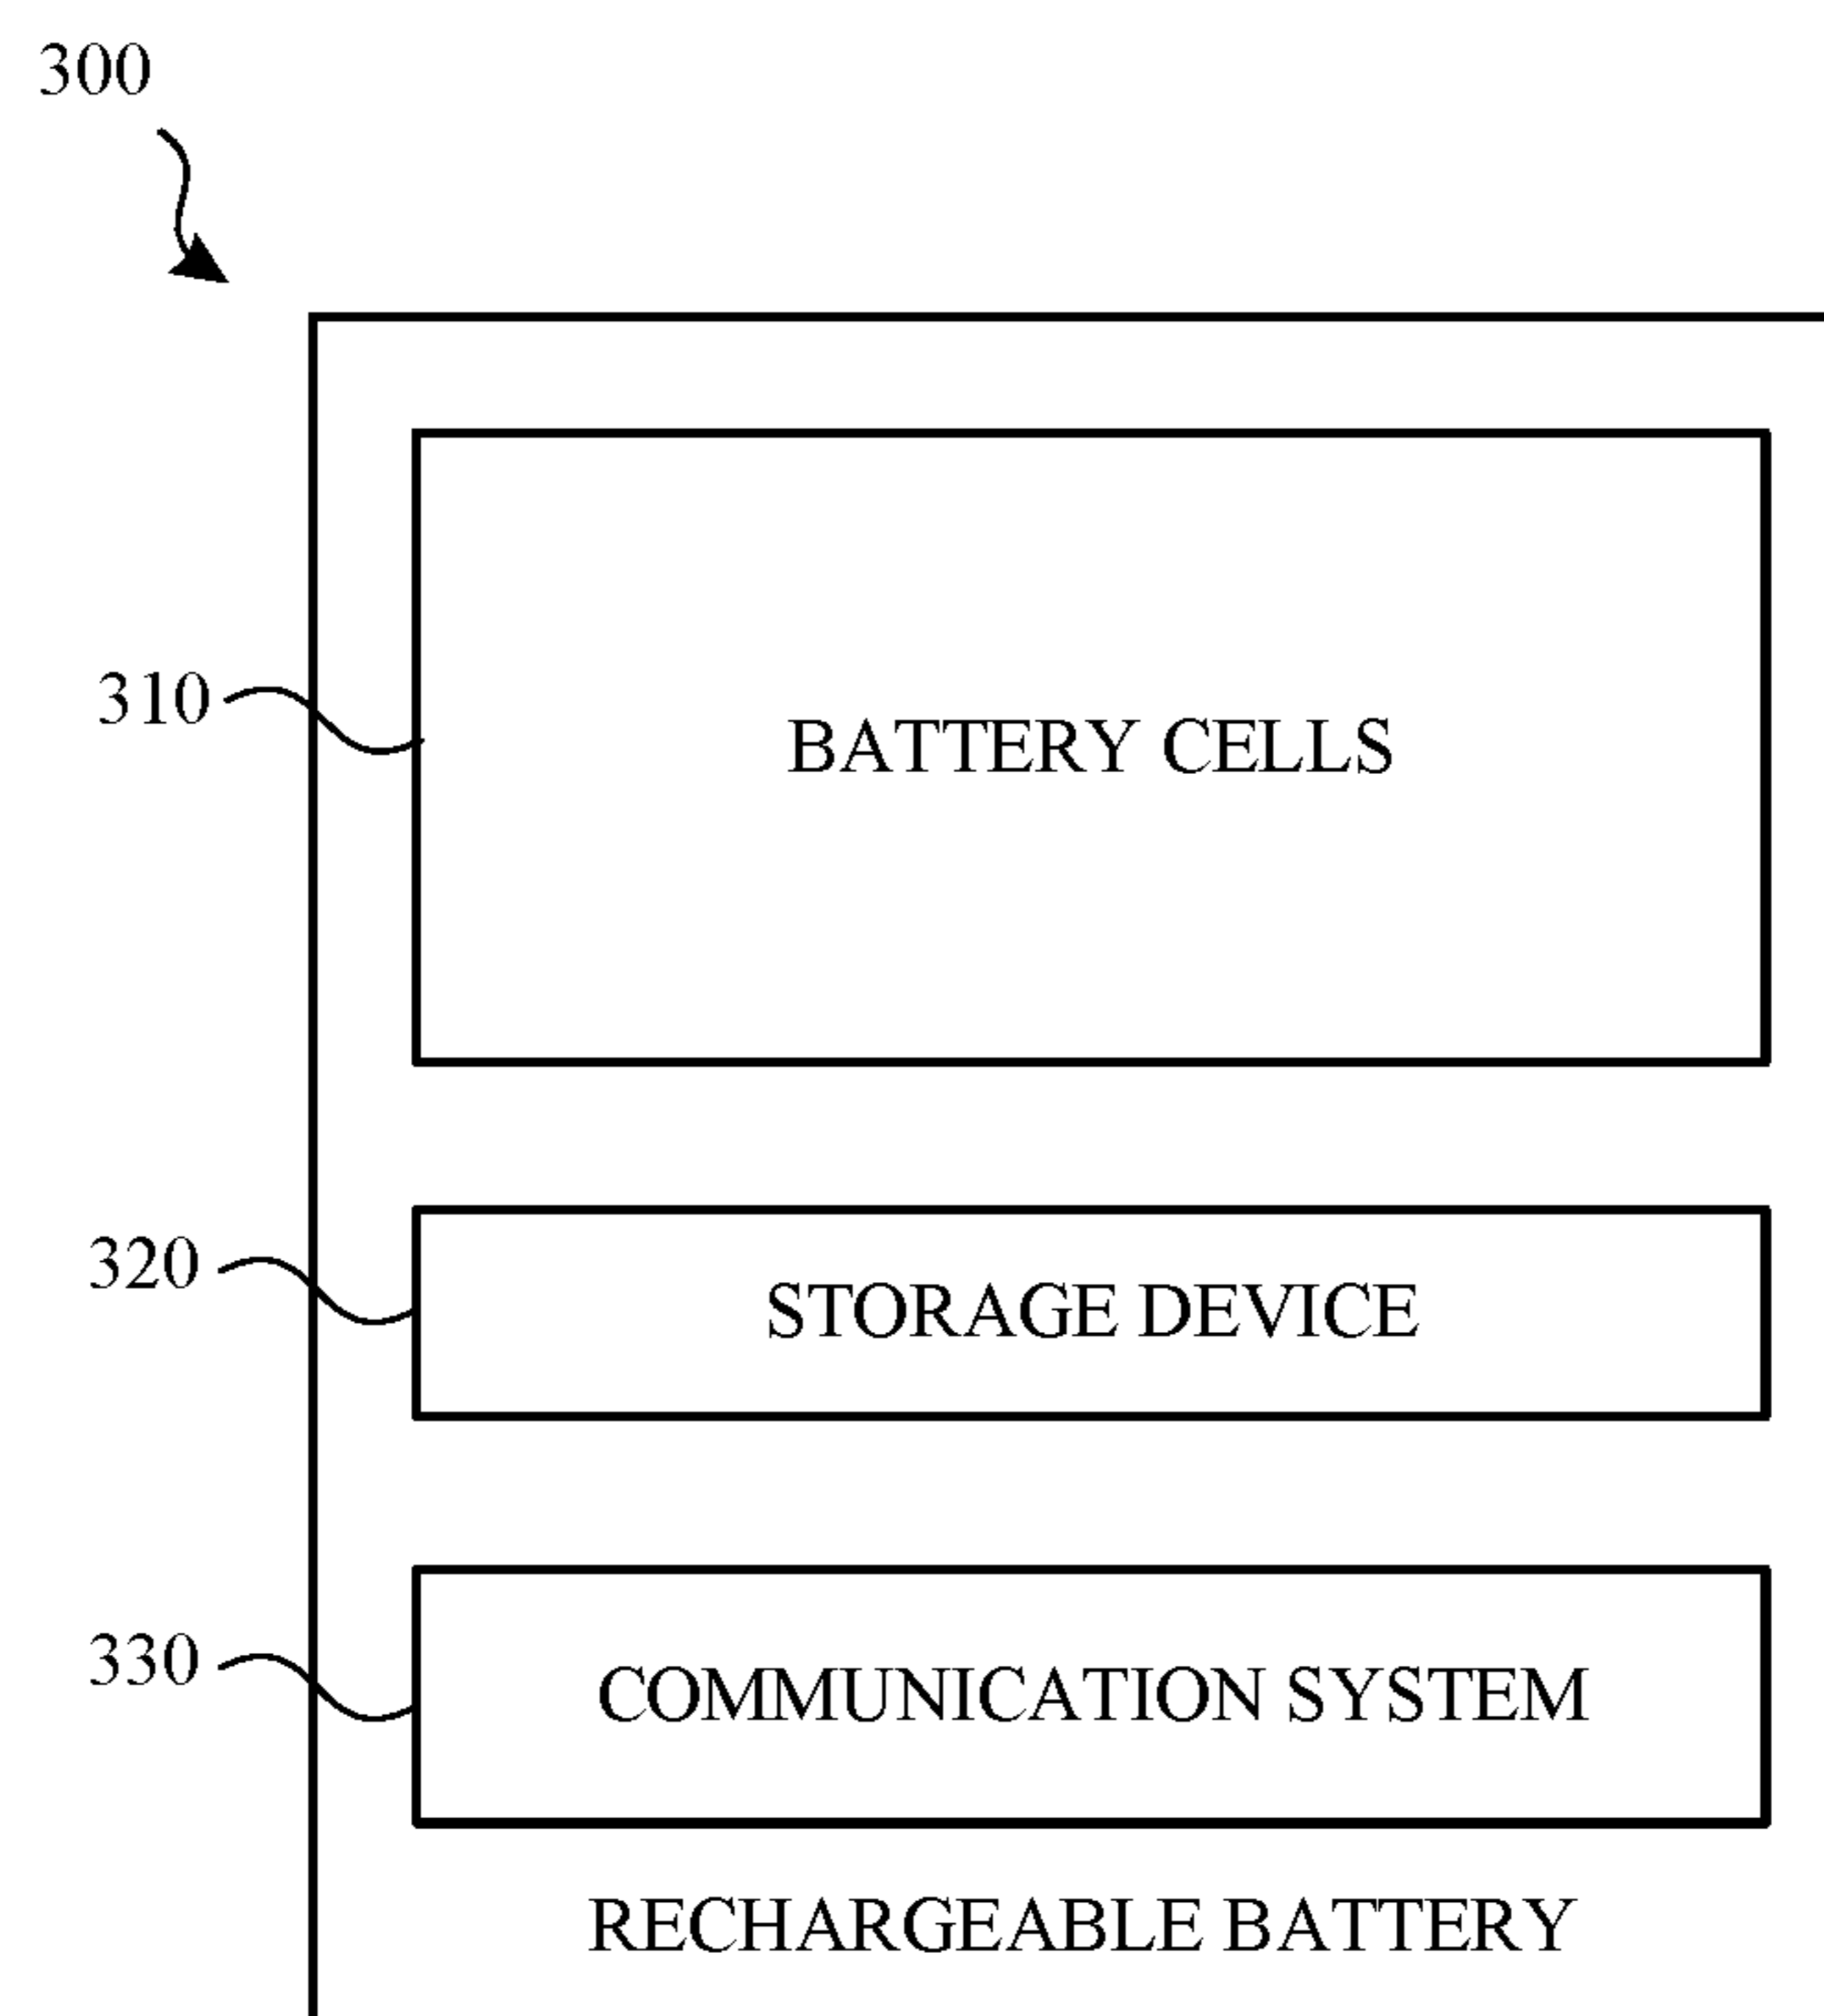 300
310
BATTERY CELLS
320
STORAGE DEVICE
330
COMMUNICATION SYSTEM
RECHARGEABLE BATTERY